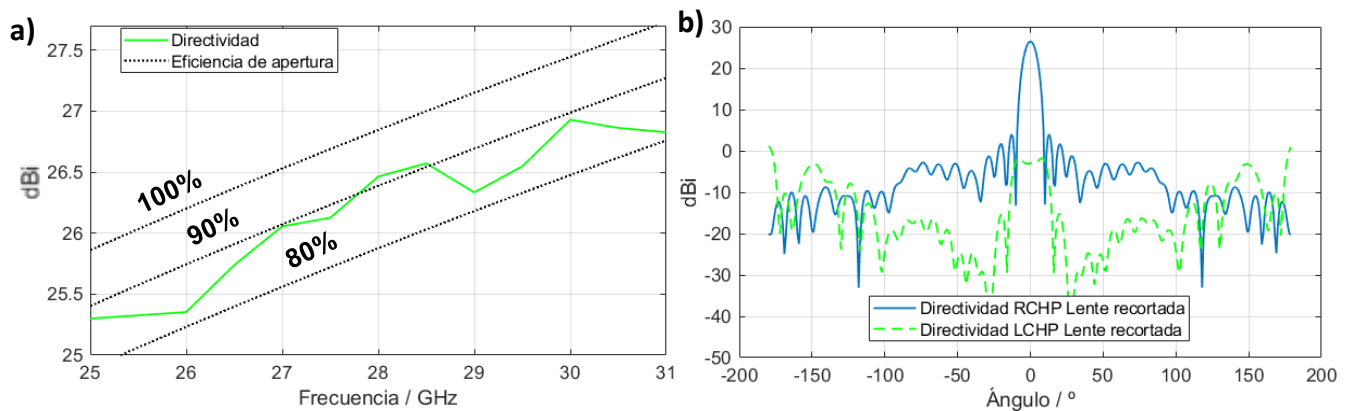 a)
27.5
27
26.5
26
25.5
25
dBi
Directividad
Eficiencia de apertura
100%
90%
80%
25 26 27 28 29 30 31
Frecuencia / GHz
b)
30
20
10
0
-10
-20
-30
-40
-50
dBi
Directividad RCHP Lente recortada
Directividad LCHP Lente recortada
-200 -150 -100 -50 0 50 100 150 200
Ángulo / º